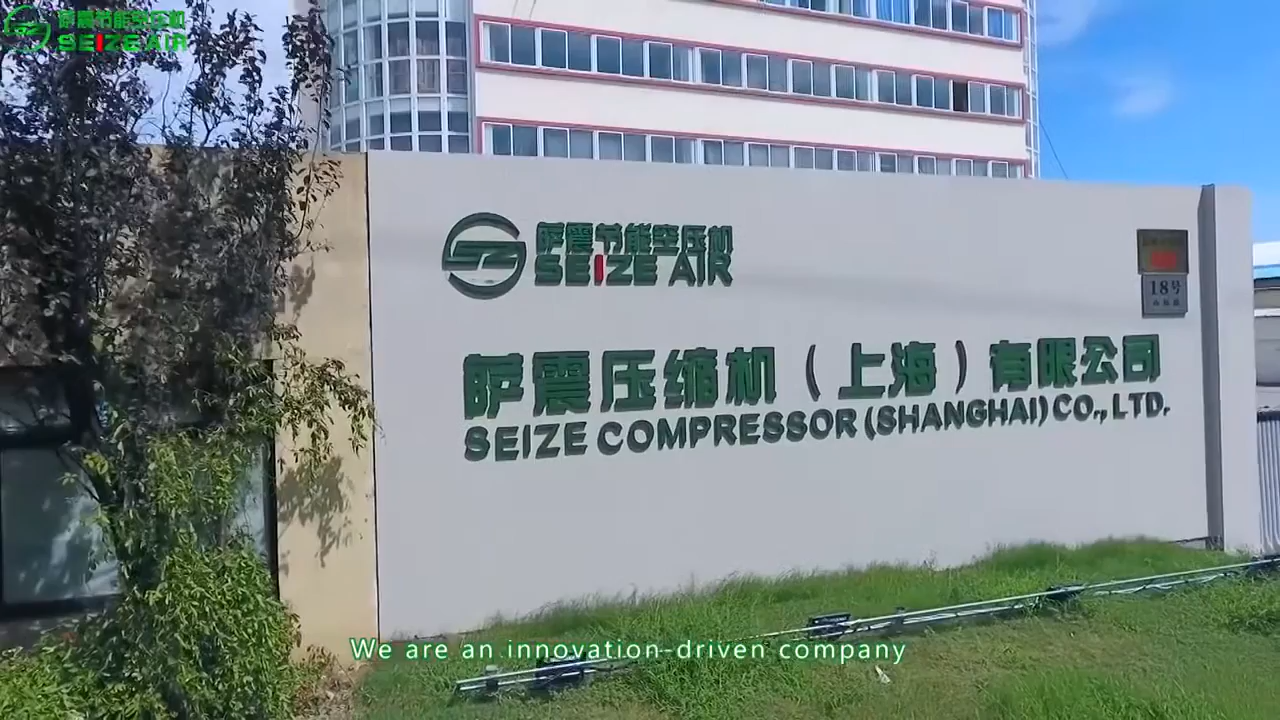 萨震节能空压机
SEIZE AIR
萨震节能空压机
SEIZE AIR
18号
萨震压缩机（上海）有限公司
SEIZE COMPRESSOR (SHANGHAI) CO., LTD.
We are an innovation-driven company